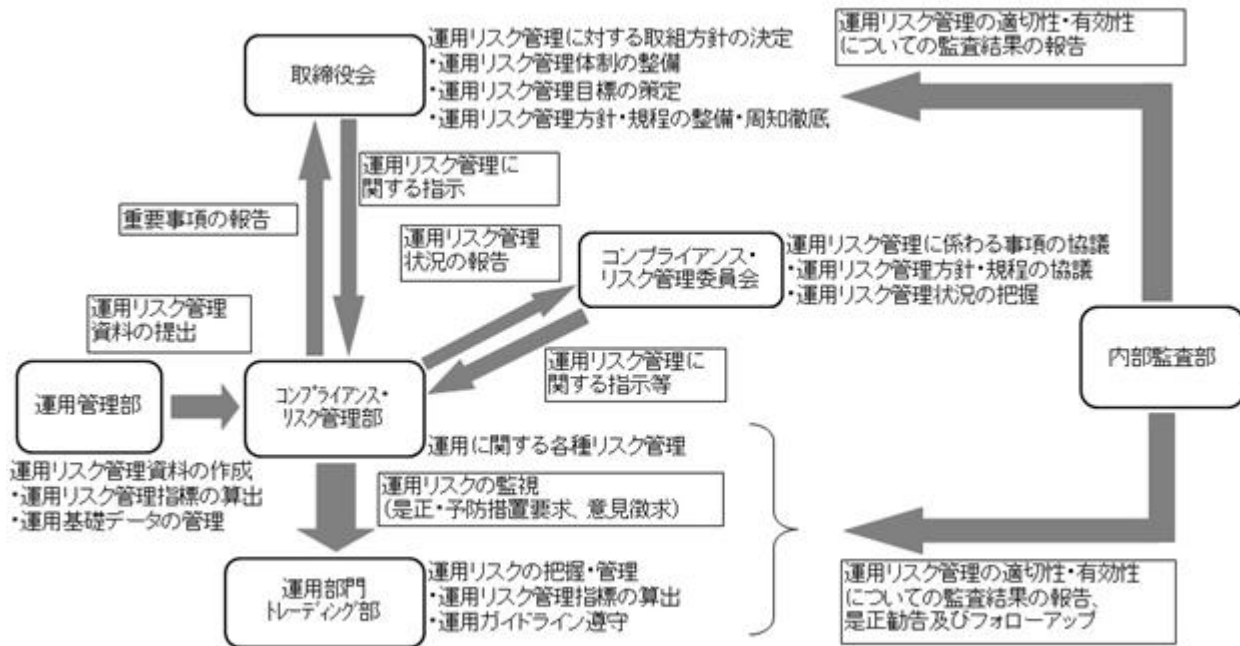 取締役会
運用リスク管理に対する取組方針の決定
・運用リスク管理体制の整備
・運用リスク管理目標の策定
・運用リスク管理方針・規程の整備・周知徹底
運用リスク管理の適切性・有効性
についての監査結果の報告
運用リスク管理に
関する指示
重要事項の報告
運用リスク管理
状況の報告
コンプライアンス・
リスク管理委員会
運用リスク管理に係わる事項の協議
・運用リスク管理方針・規程の協議
・運用リスク管理状況の把握
運用リスク管理
資料の提出
運用リスク管理に
関する指示等
内部監査部
運用管理部
コンプライアンス・
リスク管理部
運用に関する各種リスク管理
運用リスク管理資料の作成
・運用リスク管理指標の算出
・運用基礎データの管理
運用リスクの監視
(是正・予防措置要求、意見徴求)
運用部門
トレーディング部
運用リスクの把握・管理
・運用リスク管理指標の算出
・運用ガイドライン遵守
運用リスク管理の適切性・有効性
についての監査結果の報告、
是正勧告及びフォローアップ